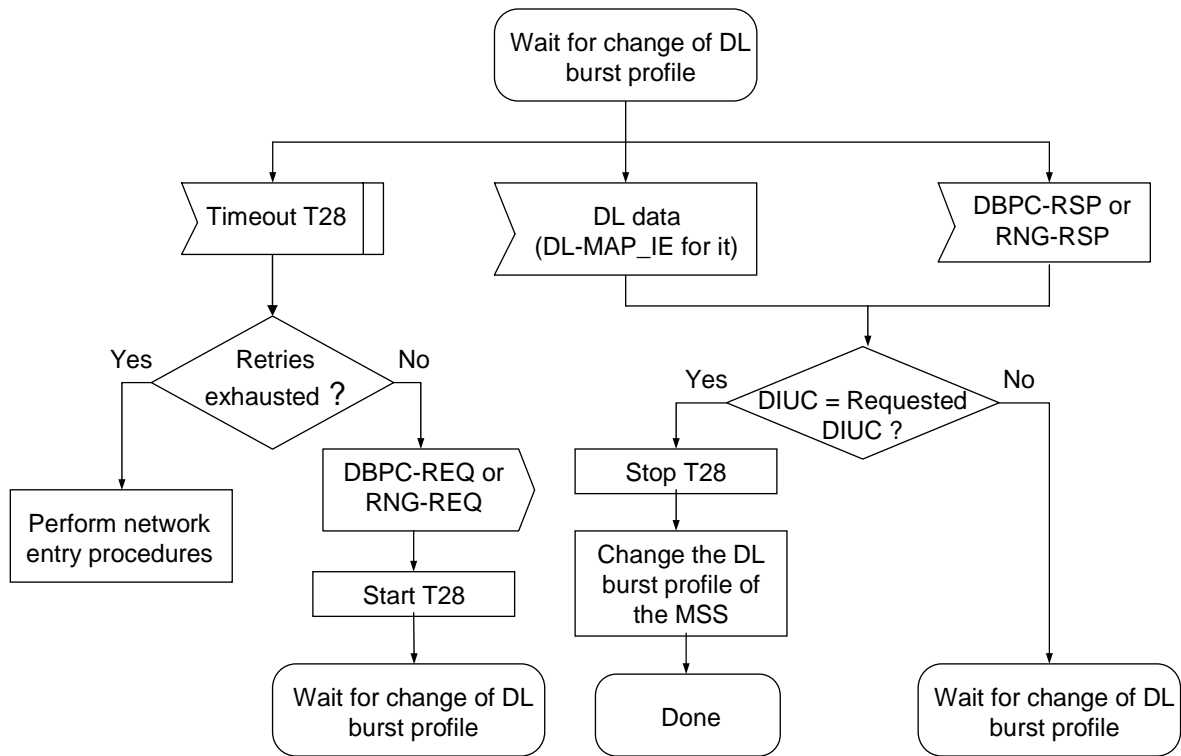 Wait for change of DL
burst profile
Timeout T28
DL data
(DL-MAP_IE for it)
DBPC-RSP or
RNG-RSP
Yes
Retries
exhausted ?
No
Yes
DIUC = Requested
DIUC ?
No
DBPC-REQ or
RNG-REQ
Stop T28
Perform network
entry procedures
Change the DL
burst profile of
the MSS
Start T28
Wait for change of DL
burst profile
Done
Wait for change of DL
burst profile